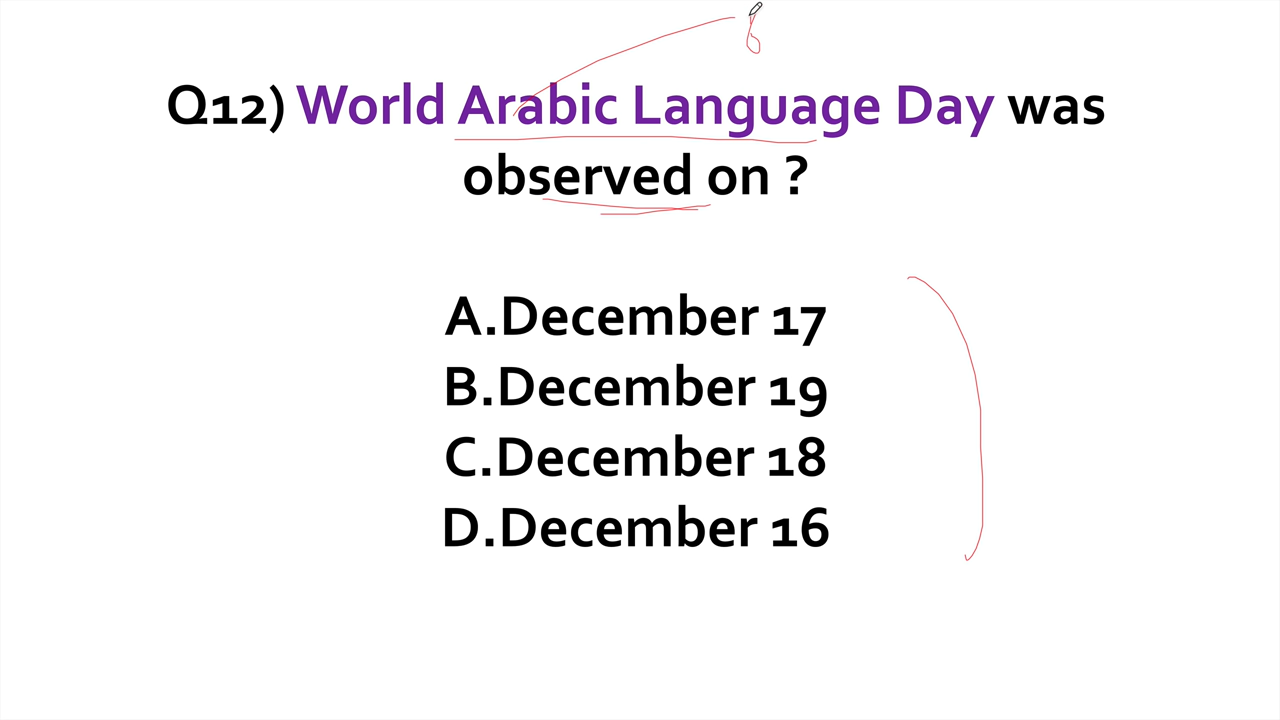 Q12) World Arabic Language Day was
observed on ?
A.December 17
B.December 19
C.December 18
D.December 16